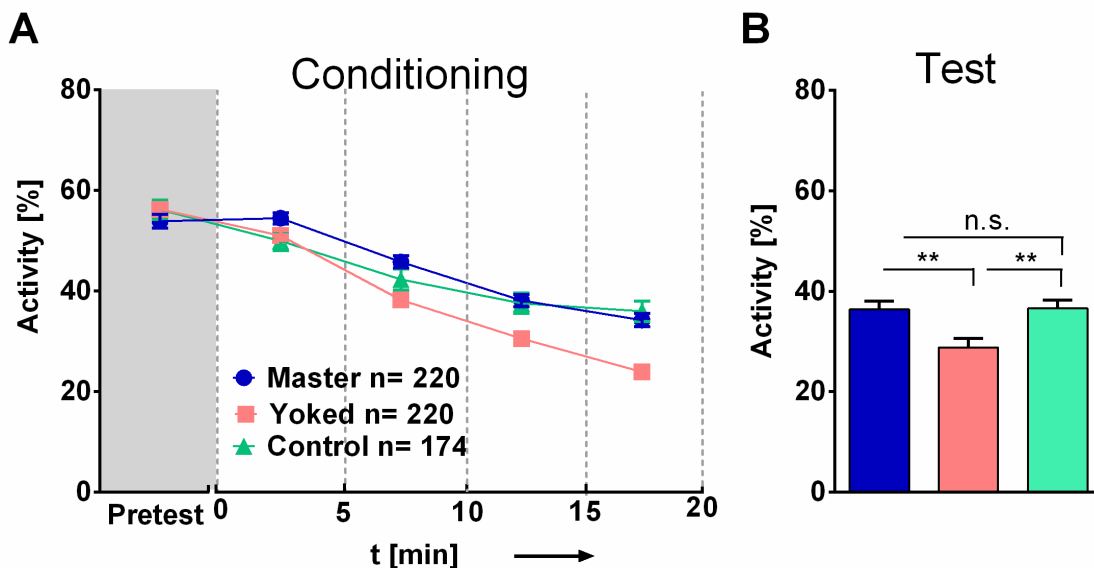 A
Conditioning
Activity [%]
80
60
40
20
0
Master n= 220
Yoked n= 220
Control n= 174
Pretest
0
5
10
15
20
t [min]
B
Test
Activity [%]
80
60
40
20
0
n.s.
**
**